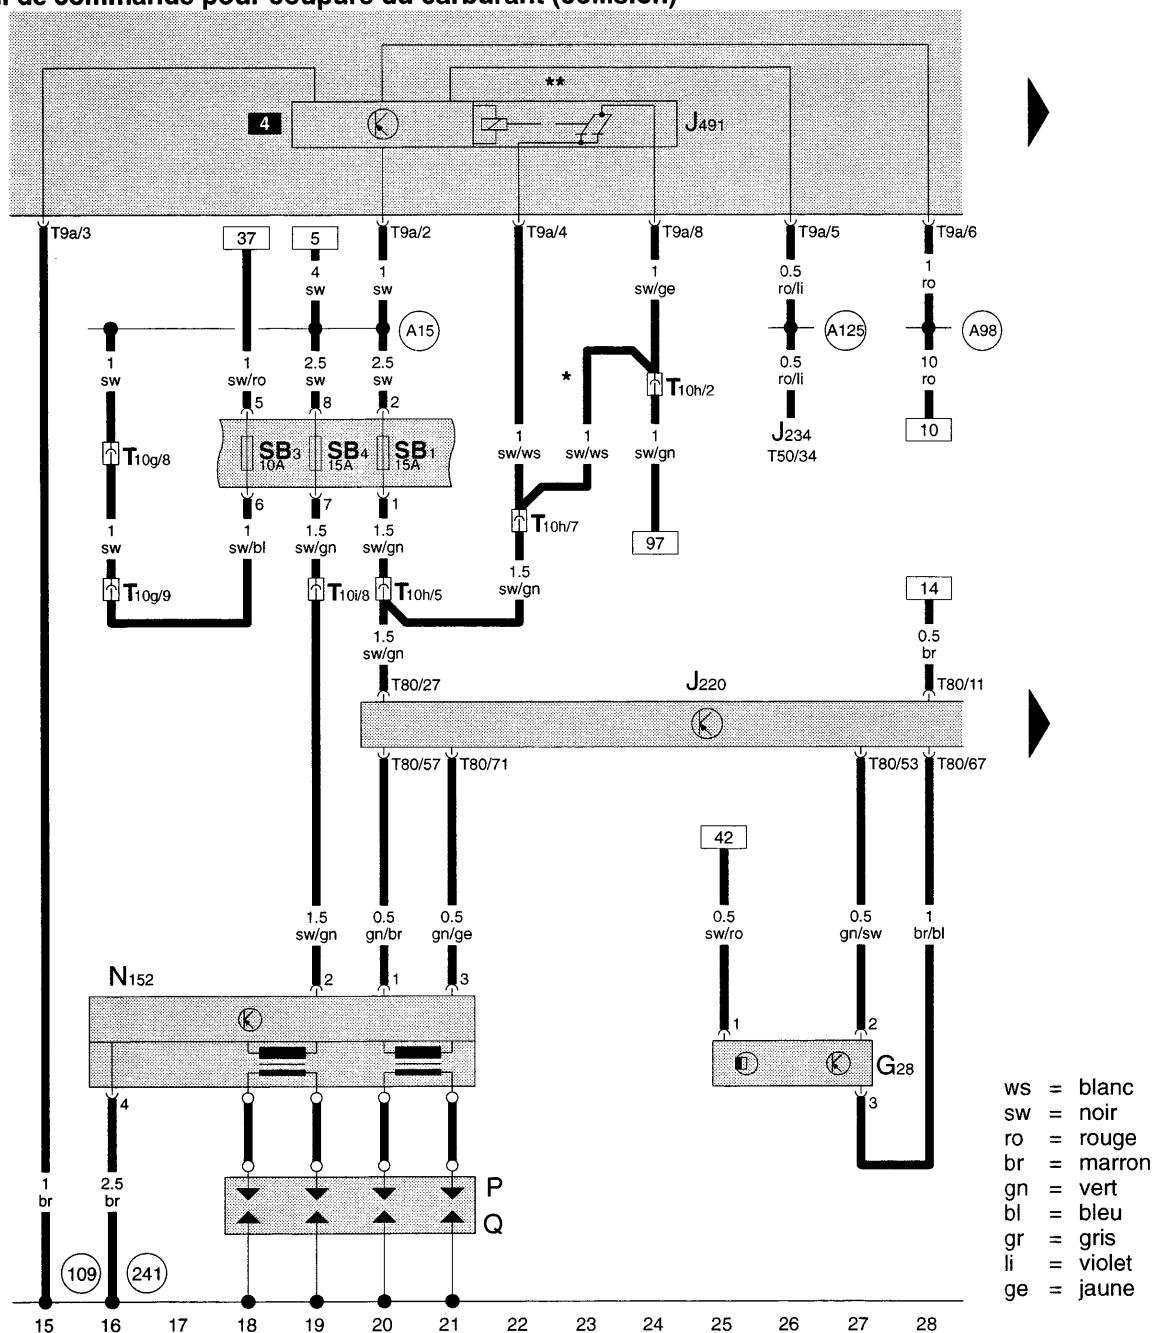 de commande pour coupure du carburant (collision)
**
4
J491
T9a/3
37
5
T9a/2
T9a/4
T9a/8
T9a/5
T9a/6
4
sw
1
sw
1
sw/ge
0.5
ro/li
1
ro
A15
A125
A98
1
sw
1
sw/ro
2.5
sw
2.5
sw
*
T10h/2
0.5
ro/li
10
ro
5
8
2
10
J234
T50/34
T10g/8
SB3
10A
SB4
15A
SB1
15A
1
sw/ws
1
sw/ws
1
sw/gn
6
7
1
T10h/7
97
1
sw
1
sw/bl
1.5
sw/gn
1.5
sw/gn
1.5
sw/gn
T10g/9
T10i/8
T10h/5
14
1.5
sw/gn
0.5
br
T80/27
J220
T80/11
T80/57
T80/71
T80/53
T80/67
42
1.5
sw/gn
0.5
gn/br
0.5
gn/ge
0.5
sw/ro
0.5
gn/sw
1
br/bl
N152
2
1
3
1
2
G28
4
3
ws = blanc
sw = noir
ro = rouge
br = marron
gn = vert
bl = bleu
gr = gris
li = violet
ge = jaune
1
br
2.5
br
P
Q
109
241
15 16 17 18 19 20 21 22 23 24 25 26 27 28